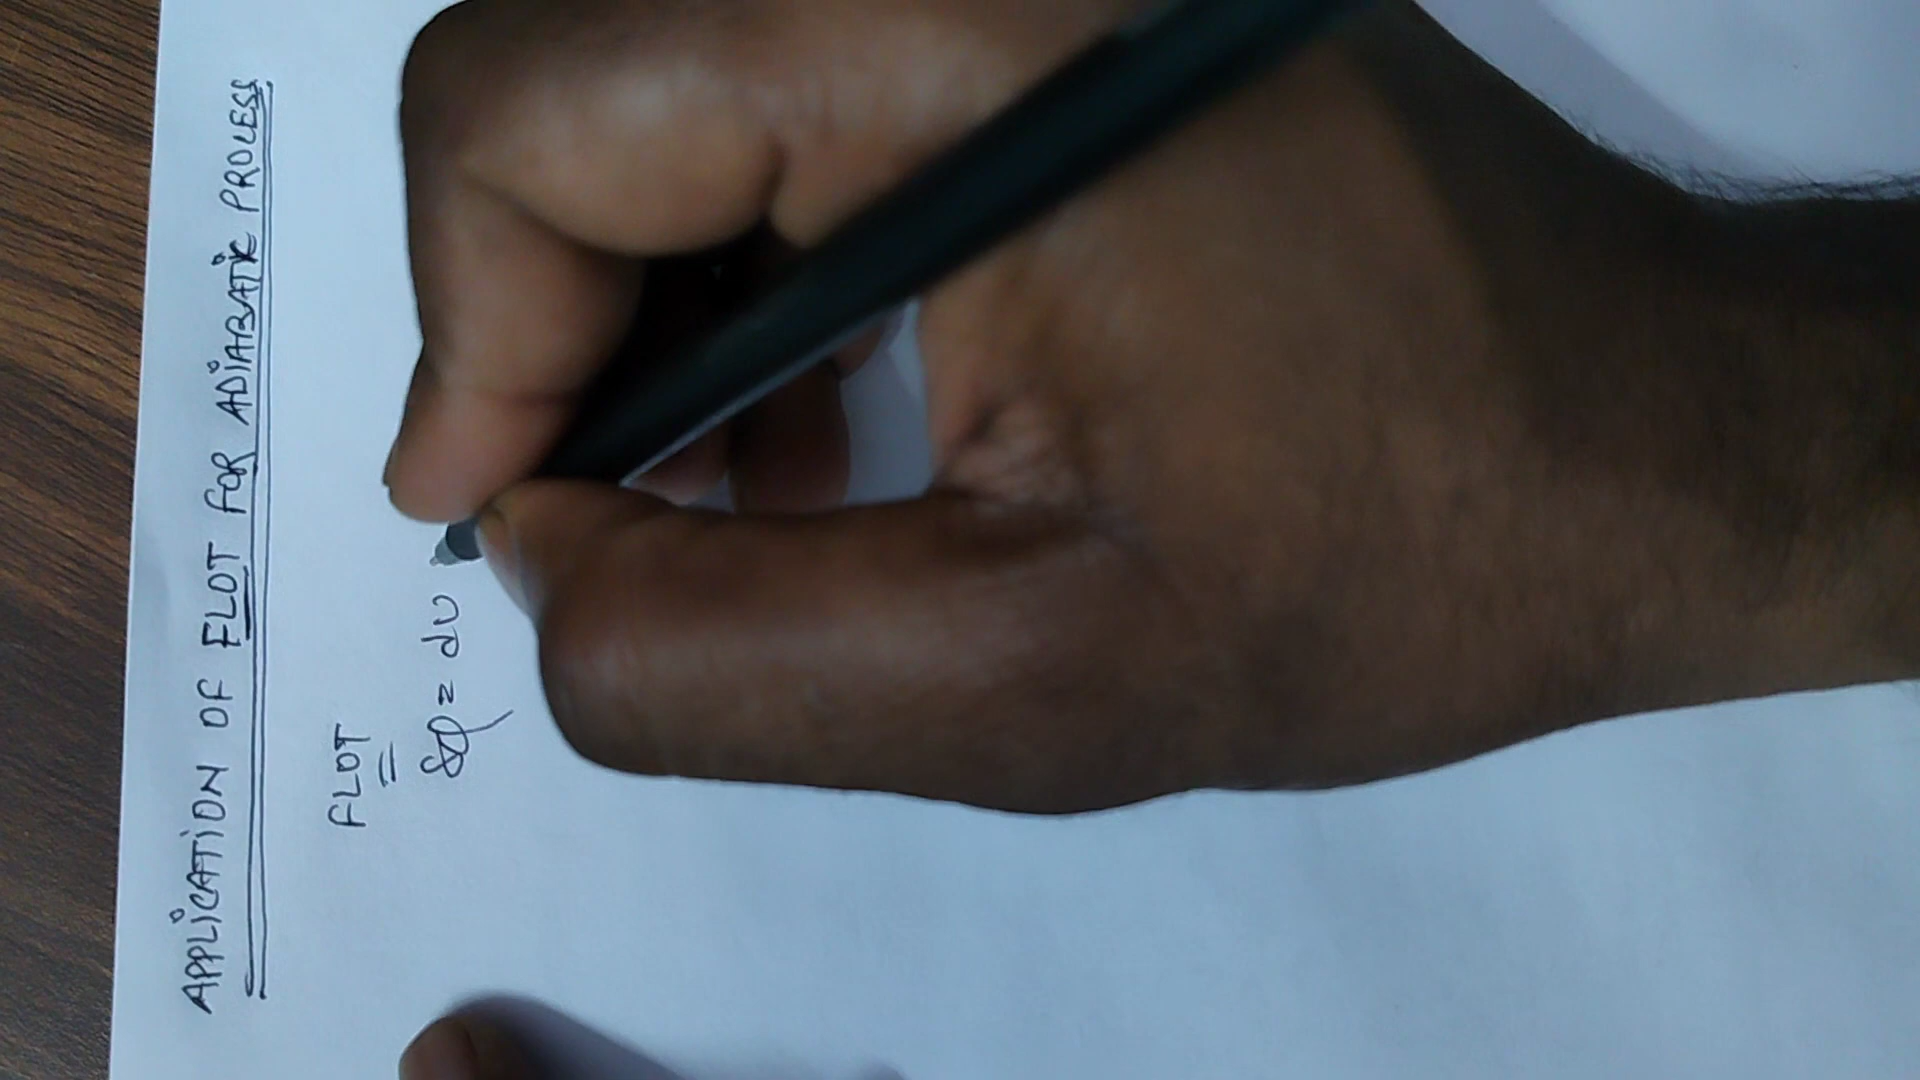 APPLICATION OF FLOT FOR ADIABATIC PROCESS
FLOT
δQ = dU